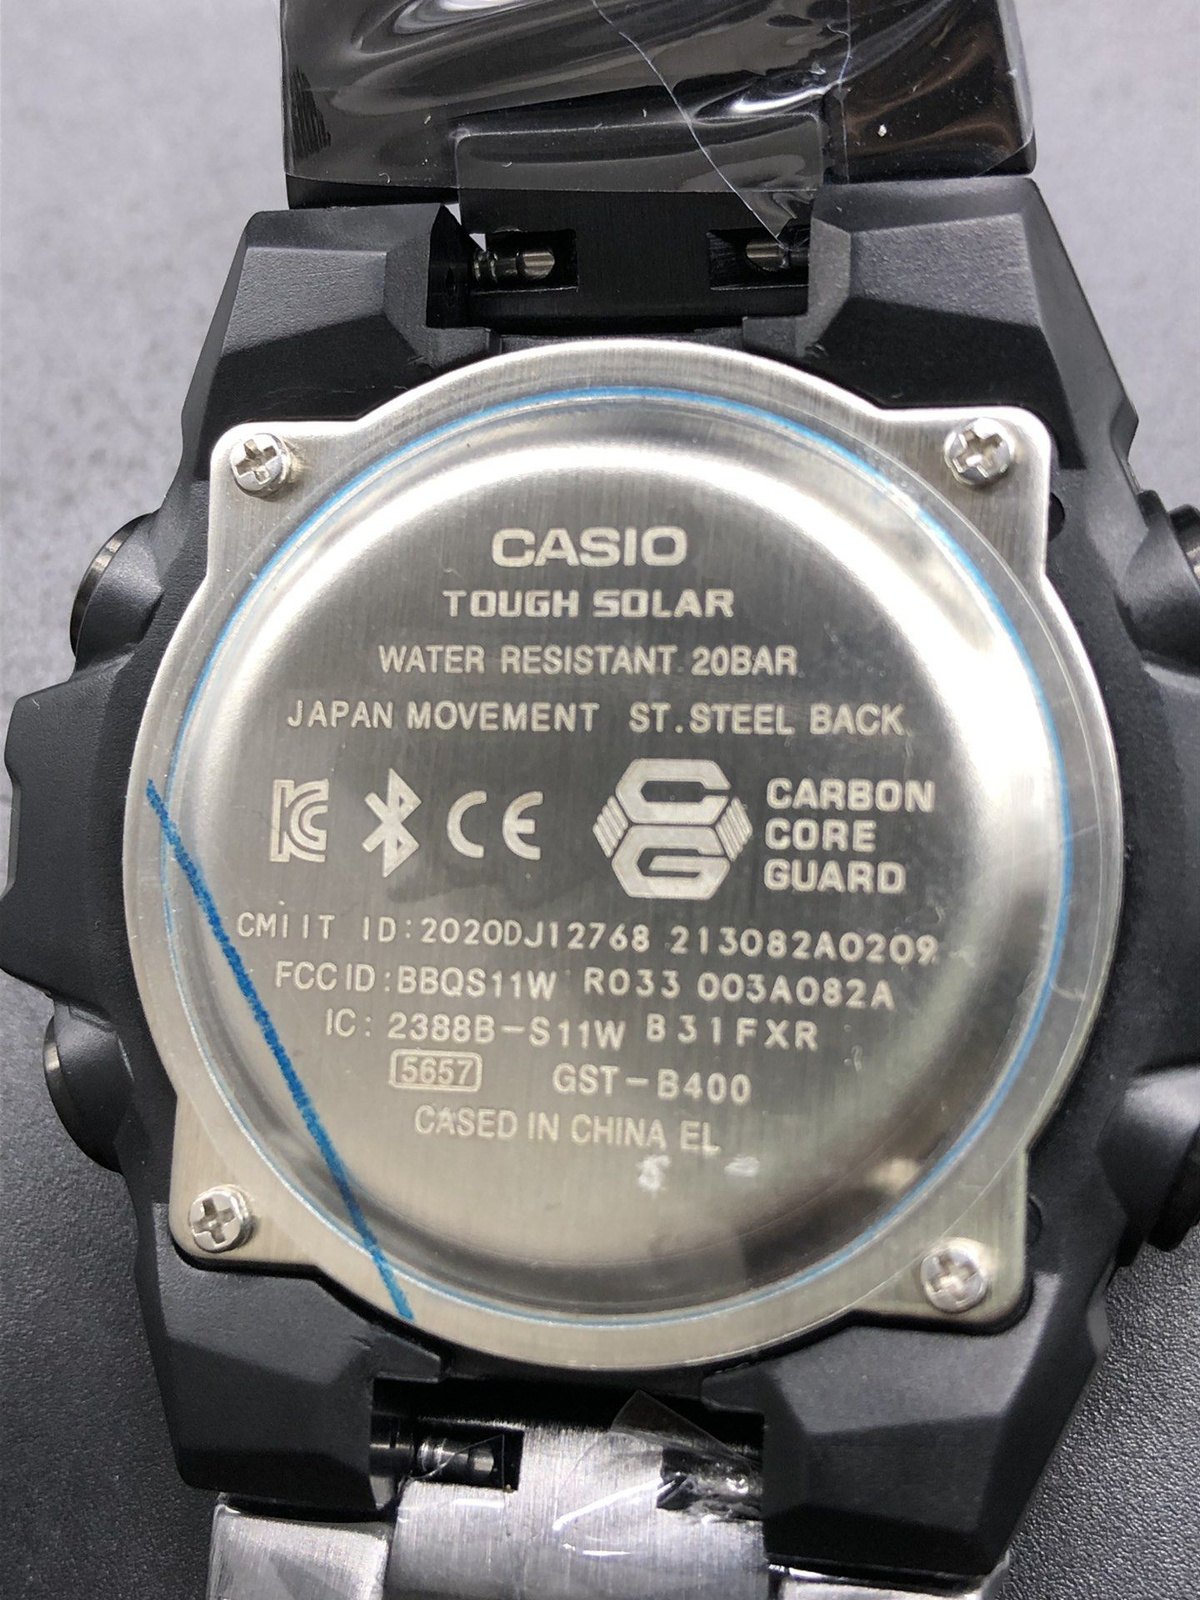 CASIO
TOUGH SOLAR
WATER RESISTANT 20BAR
JAPAN MOVEMENT ST.STEEL BACK
CE
CG
CARBON
CORE
GUARD
CMIIT ID:2020DJ12768 213082A0209
FCC ID:BBQS11W R033 003A082A
IC: 2388B-S11W B31FXR
5657 GST-B400
CASED IN CHINA EL